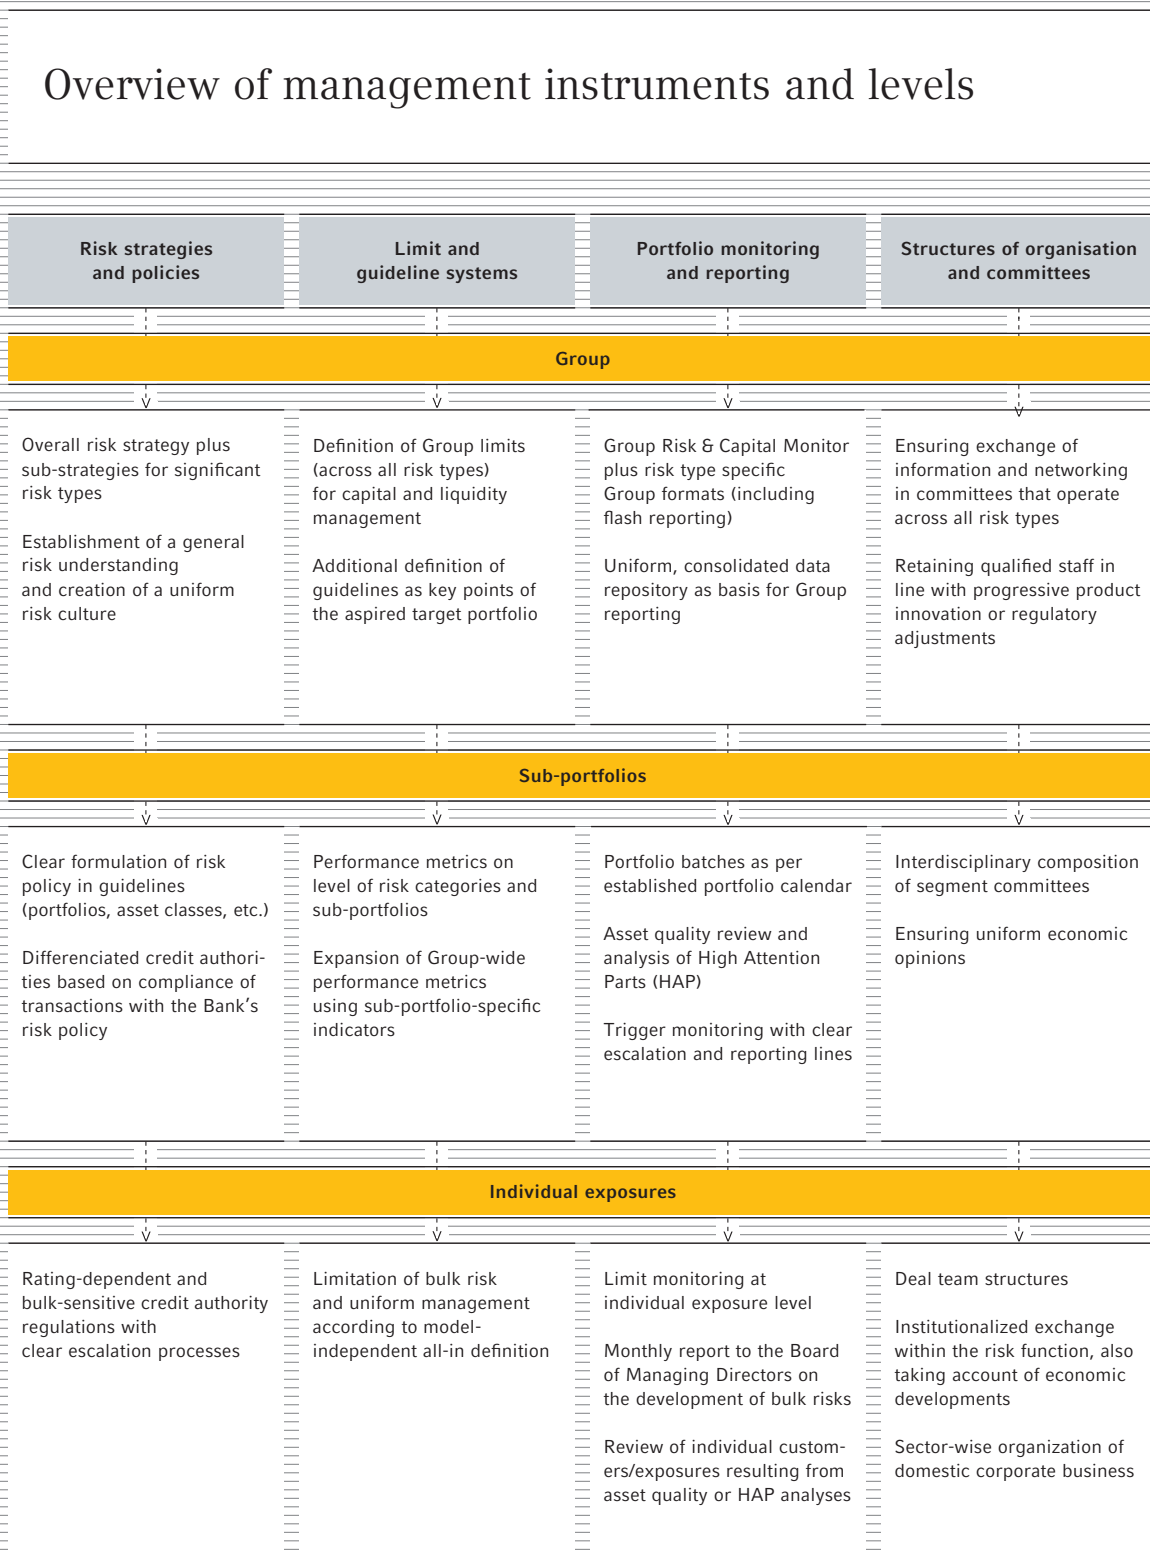 Overview of management instruments and levels
Risk strategies
and policies
Limit and
guideline systems
Portfolio monitoring
and reporting
Structures of organisation
and committees
Group
Overall risk strategy plus
sub-strategies for significant
risk types
Establishment of a general
risk understanding
and creation of a uniform
risk culture
Definition of Group limits
(across all risk types)
for capital and liquidity
management
Additional definition of
guidelines as key points of
the aspired target portfolio
Group Risk & Capital Monitor
plus risk type specific
Group formats (including
flash reporting)
Uniform, consolidated data
repository as basis for Group
reporting
Ensuring exchange of
information and networking
in committees that operate
across all risk types
Retaining qualified staff in
line with progressive product
innovation or regulatory
adjustments
Sub-portfolios
Clear formulation of risk
policy in guidelines
(portfolios, asset classes, etc.)
Differenciated credit authori-
ties based on compliance of
transactions with the Bank’s
risk policy
Performance metrics on
level of risk categories and
sub-portfolios
Expansion of Group-wide
performance metrics
using sub-portfolio-specific
indicators
Portfolio batches as per
established portfolio calendar
Asset quality review and
analysis of High Attention
Parts (HAP)
Trigger monitoring with clear
escalation and reporting lines
Interdisciplinary composition
of segment committees
Ensuring uniform economic
opinions
Individual exposures
Rating-dependent and
bulk-sensitive credit authority
regulations with
clear escalation processes
Limitation of bulk risk
and uniform management
according to model-
independent all-in definition
Limit monitoring at
individual exposure level
Monthly report to the Board
of Managing Directors on
the development of bulk risks
Review of individual custom-
ers/exposures resulting from
asset quality or HAP analyses
Deal team structures
Institutionalized exchange
within the risk function, also
taking account of economic
developments
Sector-wise organization of
domestic corporate business